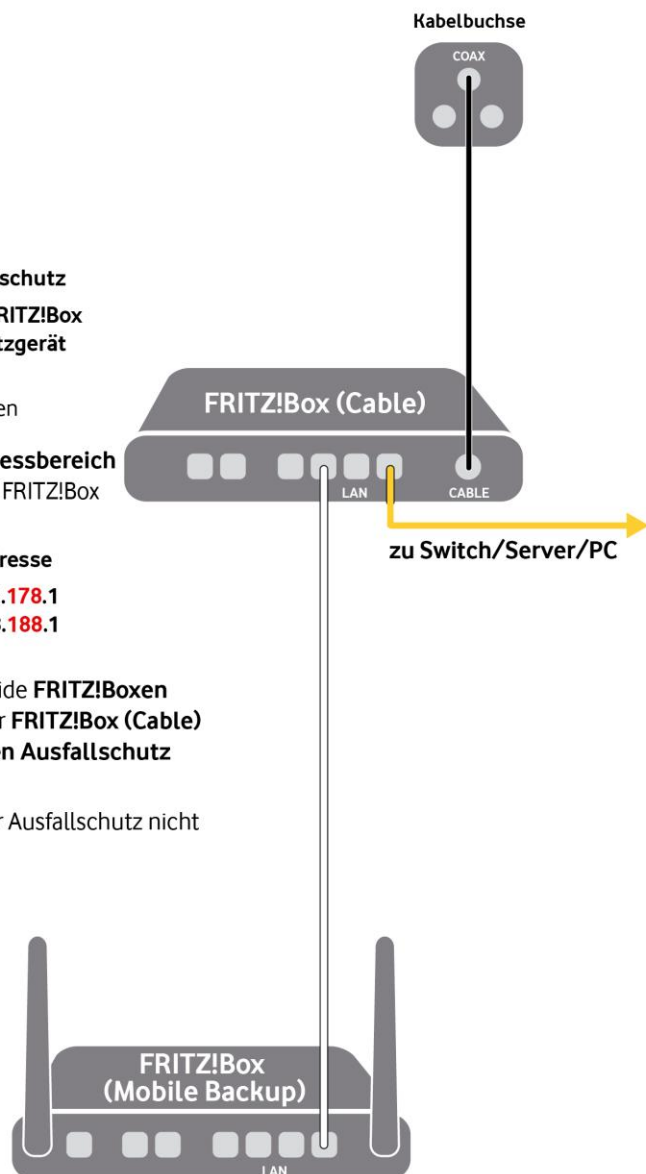 Kabelbuchse
COAX
schutz
RITZ!Box
tzgerät
en
essbereich
FRITZ!Box
resse
.178.1
.188.1
ide FRITZ!Boxen
r FRITZ!Box (Cable)
en Ausfallschutz
r Ausfallschutz nicht
FRITZ!Box (Cable)
LAN
CABLE
zu Switch/Server/PC
FRITZ!Box
(Mobile Backup)
LAN